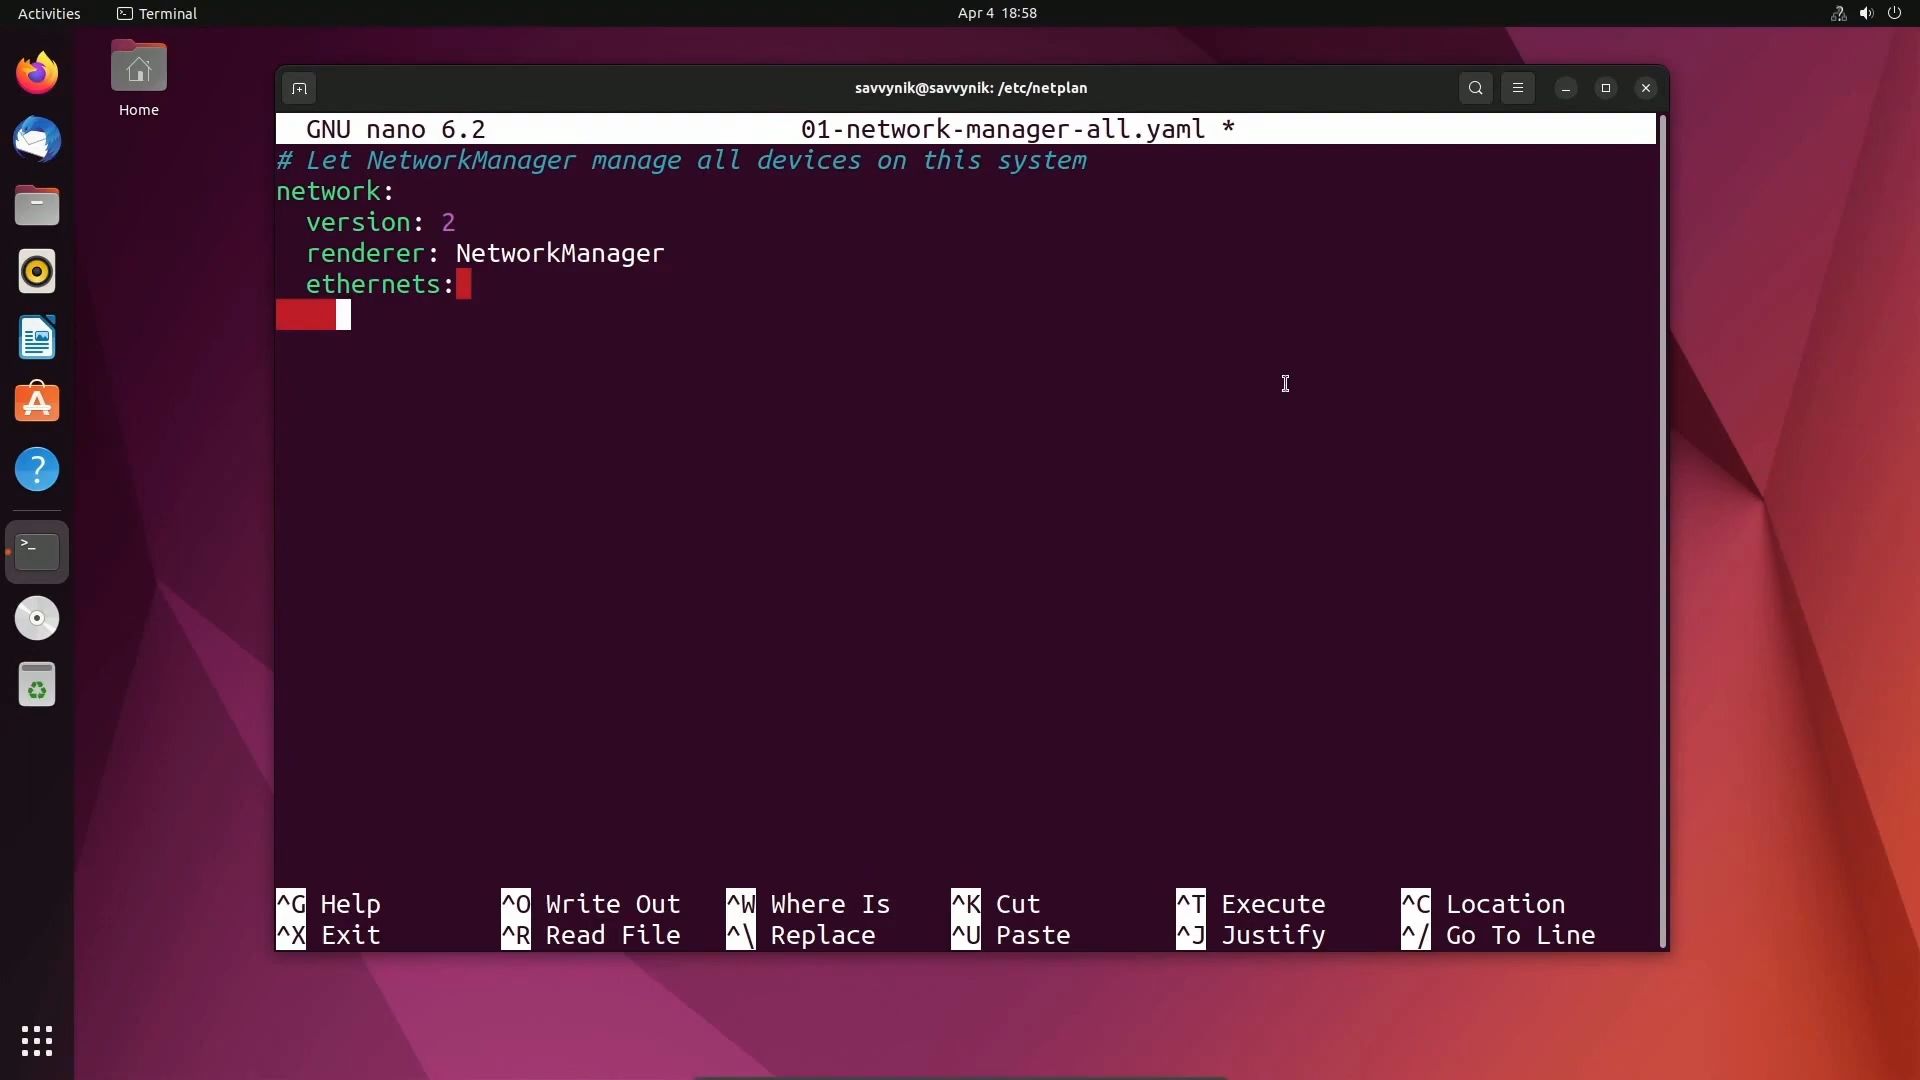 Activities Terminal Apr 4 18:58
Home
savvynik@savvynik: /etc/netplan
GNU nano 6.2 01-network-manager-all.yaml *
# Let NetworkManager manage all devices on this system
network:
  version: 2
  renderer: NetworkManager
  ethernets:
^G Help ^O Write Out ^W Where Is ^K Cut ^T Execute ^C Location
^X Exit ^R Read File ^\ Replace ^U Paste ^J Justify ^/ Go To Line